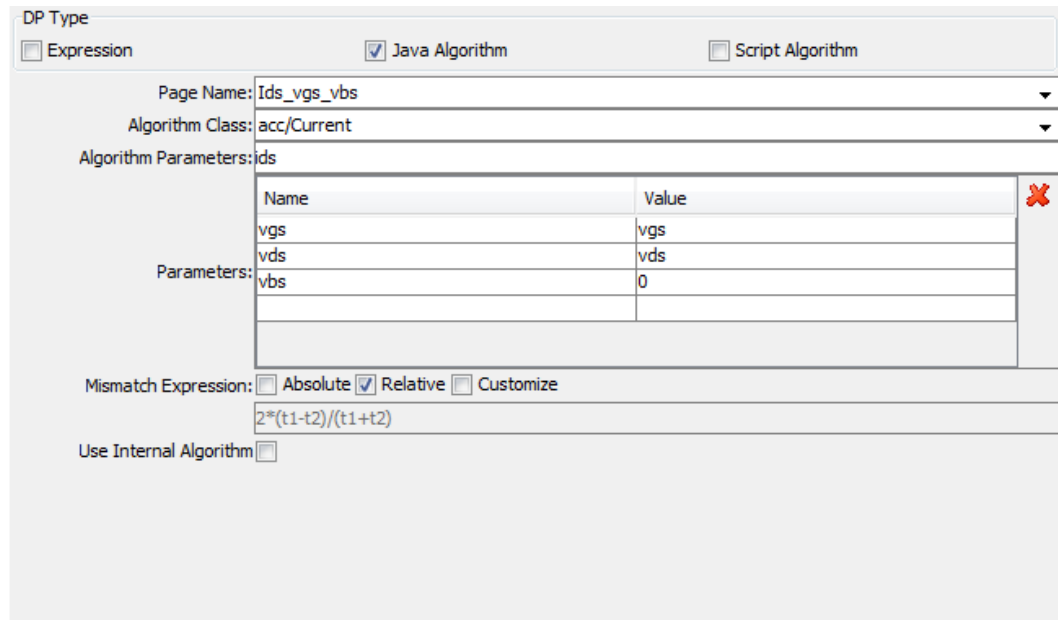 DP Type
Expression Java Algorithm Script Algorithm
Page Name: Ids_vgs_vbs
Algorithm Class: acc/Current
Algorithm Parameters: ids
Name Value
vgs vgs
vds vds
Parameters:
vbs 0
Mismatch Expression: Absolute Relative Customize
2*(t1-t2)/(t1+t2)
Use Internal Algorithm